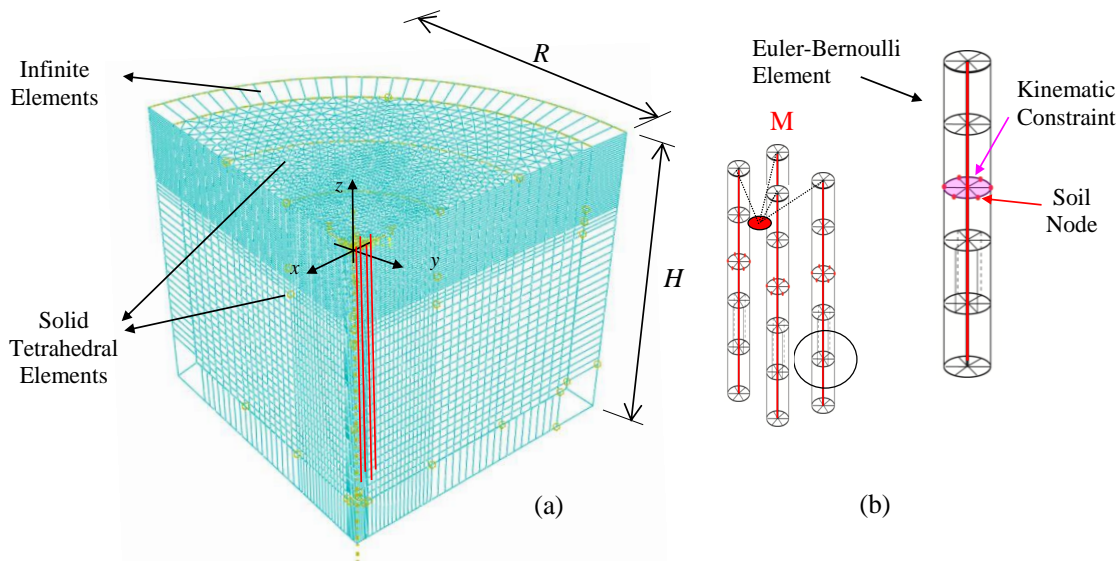 Infinite
Elements
R
Euler-Bernoulli
Element
Kinematic
Constraint
M
z
x
y
H
Soil
Node
Solid
Tetrahedral
Elements
(a)
(b)